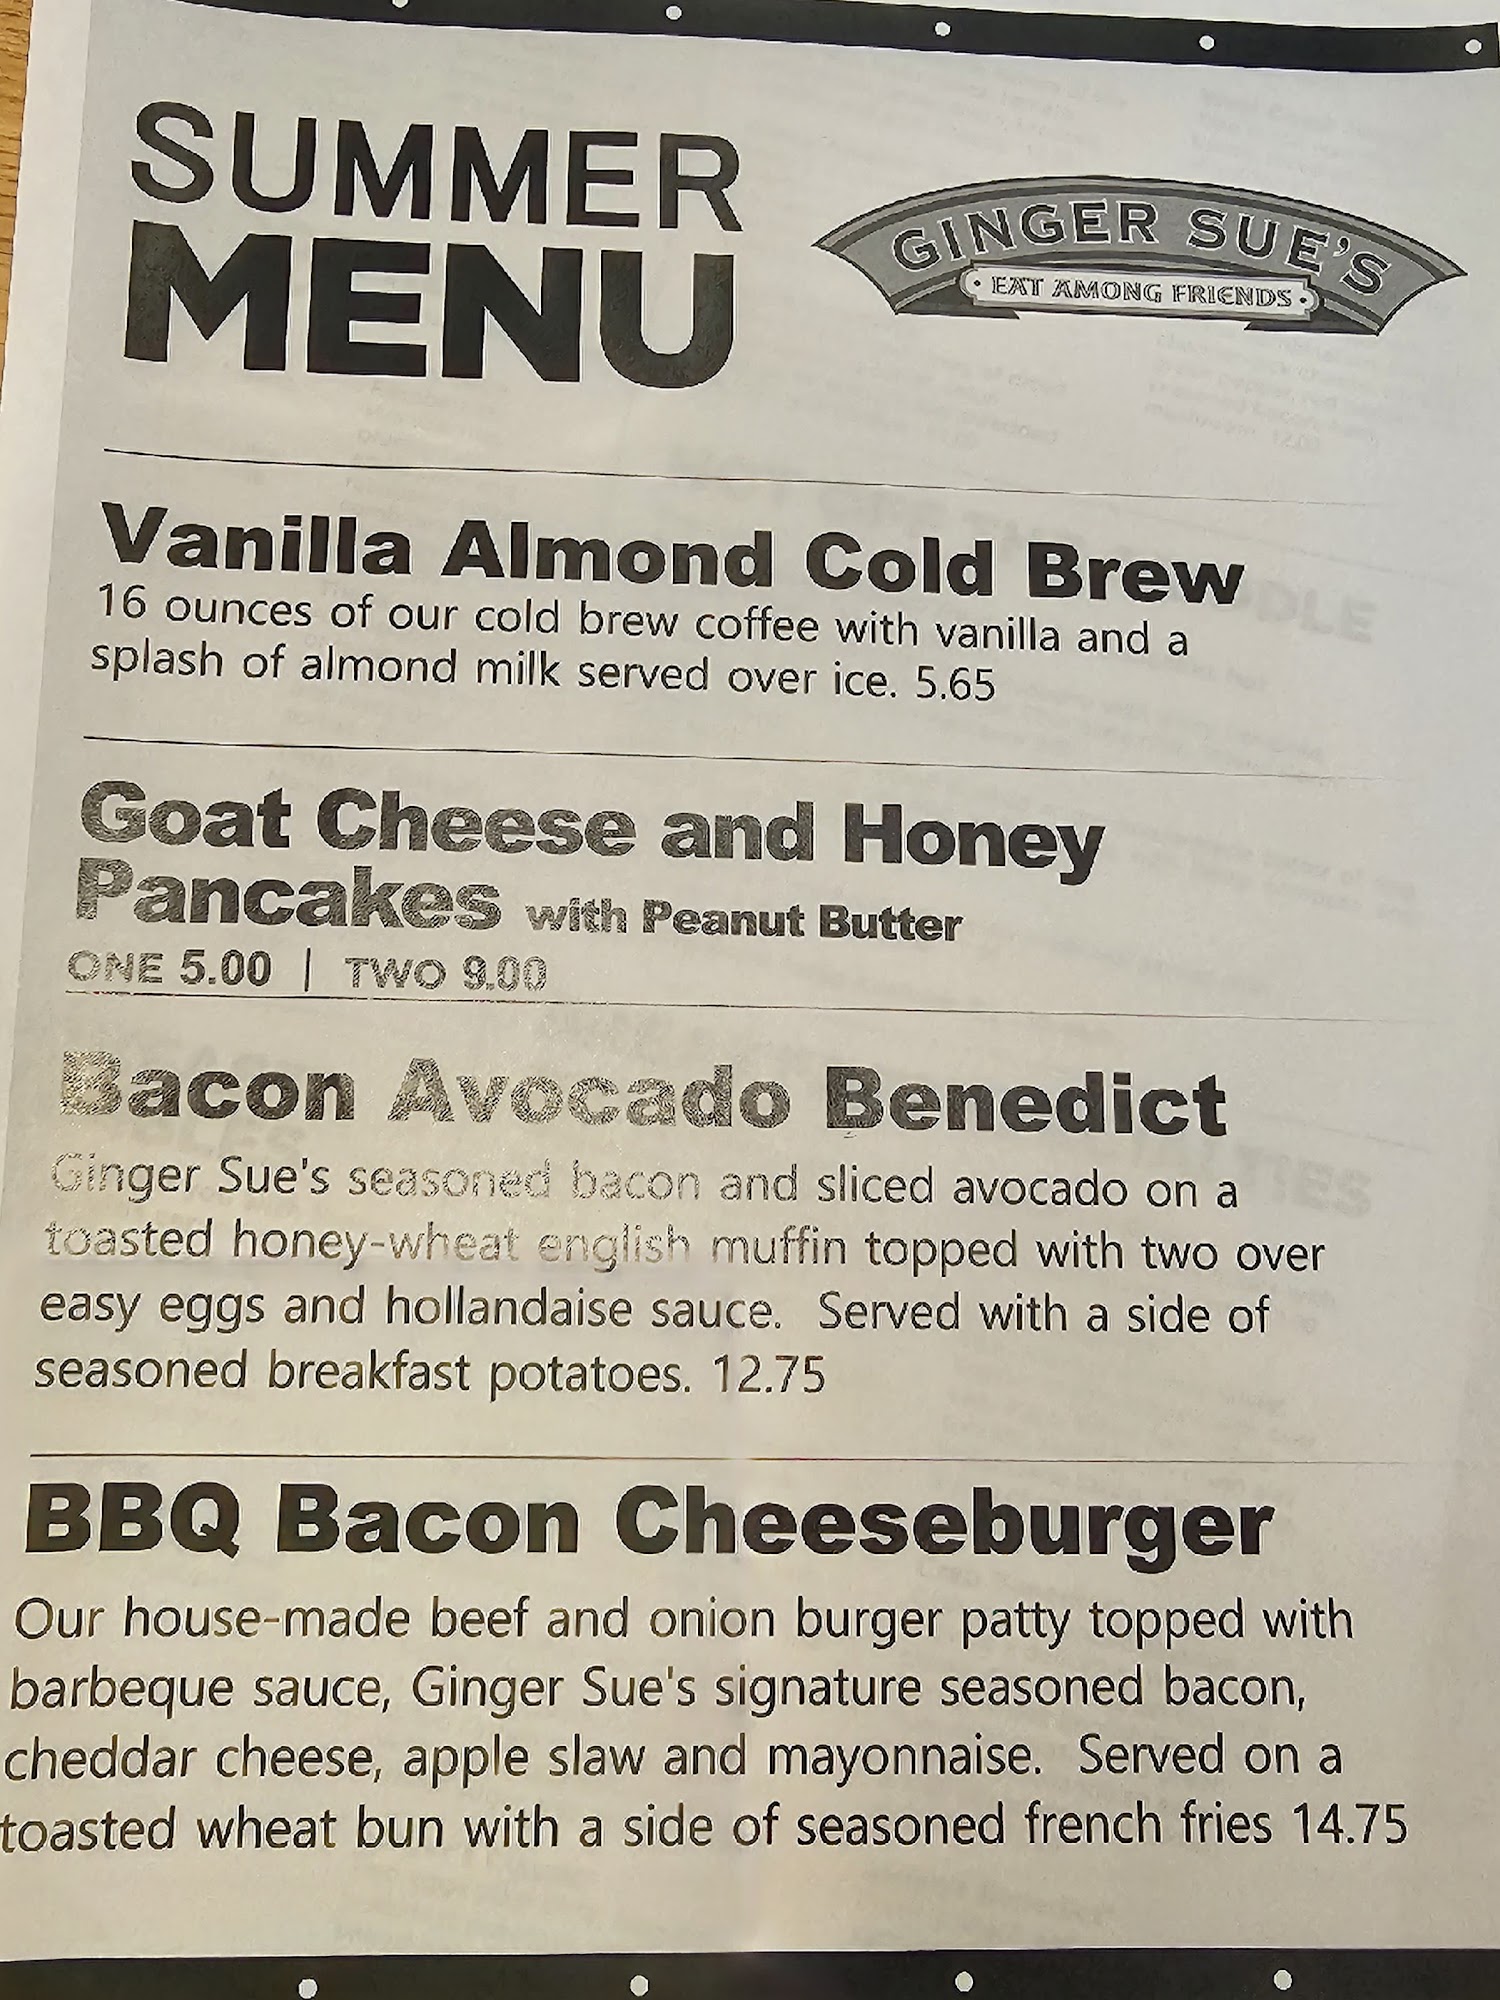 SUMMER
MENU
GINGER SUE'S
• EAT AMONG FRIENDS •
Vanilla Almond Cold Brew
16 ounces of our cold brew coffee with vanilla and a
splash of almond milk served over ice. 5.65
Goat Cheese and Honey
Pancakes with Peanut Butter
ONE 5.00 | TWO 9.00
Bacon Avocado Benedict
Ginger Sue's seasoned bacon and sliced avocado on a
toasted honey-wheat english muffin topped with two over
easy eggs and hollandaise sauce.  Served with a side of
seasoned breakfast potatoes. 12.75
BBQ Bacon Cheeseburger
Our house-made beef and onion burger patty topped with
barbeque sauce, Ginger Sue's signature seasoned bacon,
cheddar cheese, apple slaw and mayonnaise.  Served on a
toasted wheat bun with a side of seasoned french fries 14.75